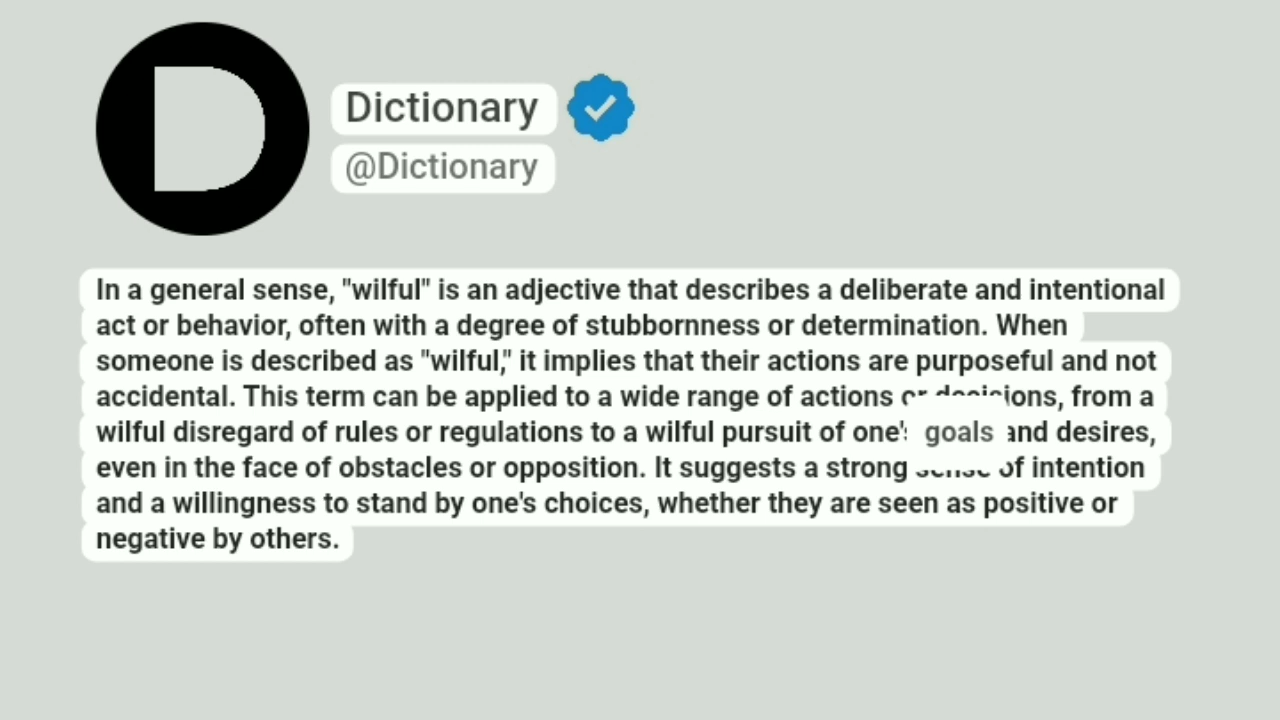 D
Dictionary
@Dictionary
In a general sense, "wilful" is an adjective that describes a deliberate and intentional
act or behavior, often with a degree of stubbornness or determination. When
someone is described as "wilful," it implies that their actions are purposeful and not
accidental. This term can be applied to a wide range of actions or decisions, from a
wilful disregard of rules or regulations to a wilful pursuit of one's goals and desires,
even in the face of obstacles or opposition. It suggests a strong sense of intention
and a willingness to stand by one's choices, whether they are seen as positive or
negative by others.